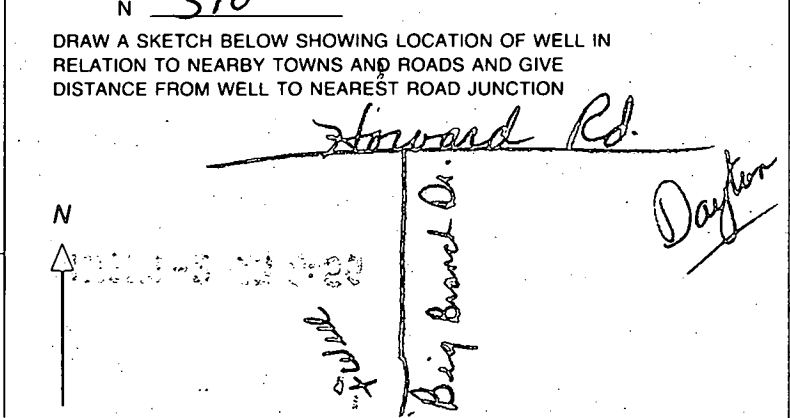 N 510
DRAW A SKETCH BELOW SHOWING LOCATION OF WELL IN
RELATION TO NEARBY TOWNS AND ROADS AND GIVE
DISTANCE FROM WELL TO NEAREST ROAD JUNCTION
Howard Rd.
Dayton
N
Big Branch Dr.
x Well